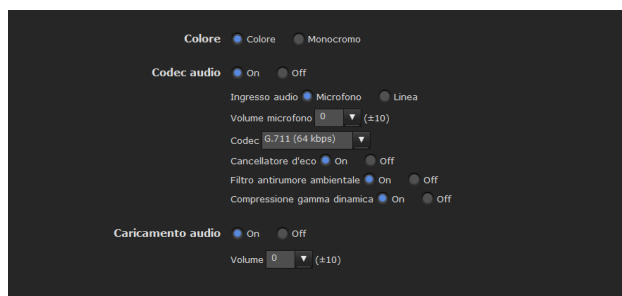 Colore Colore Monocromo
Codec audio On Off
Ingresso audio Microfono Linea
Volume microfono 0 (±10)
Codec G.711 (64 kbps)
Cancellatore d'eco On Off
Filtro antirumore ambientale On Off
Compressione gamma dinamica On Off
Caricamento audio On Off
Volume 0 (±10)